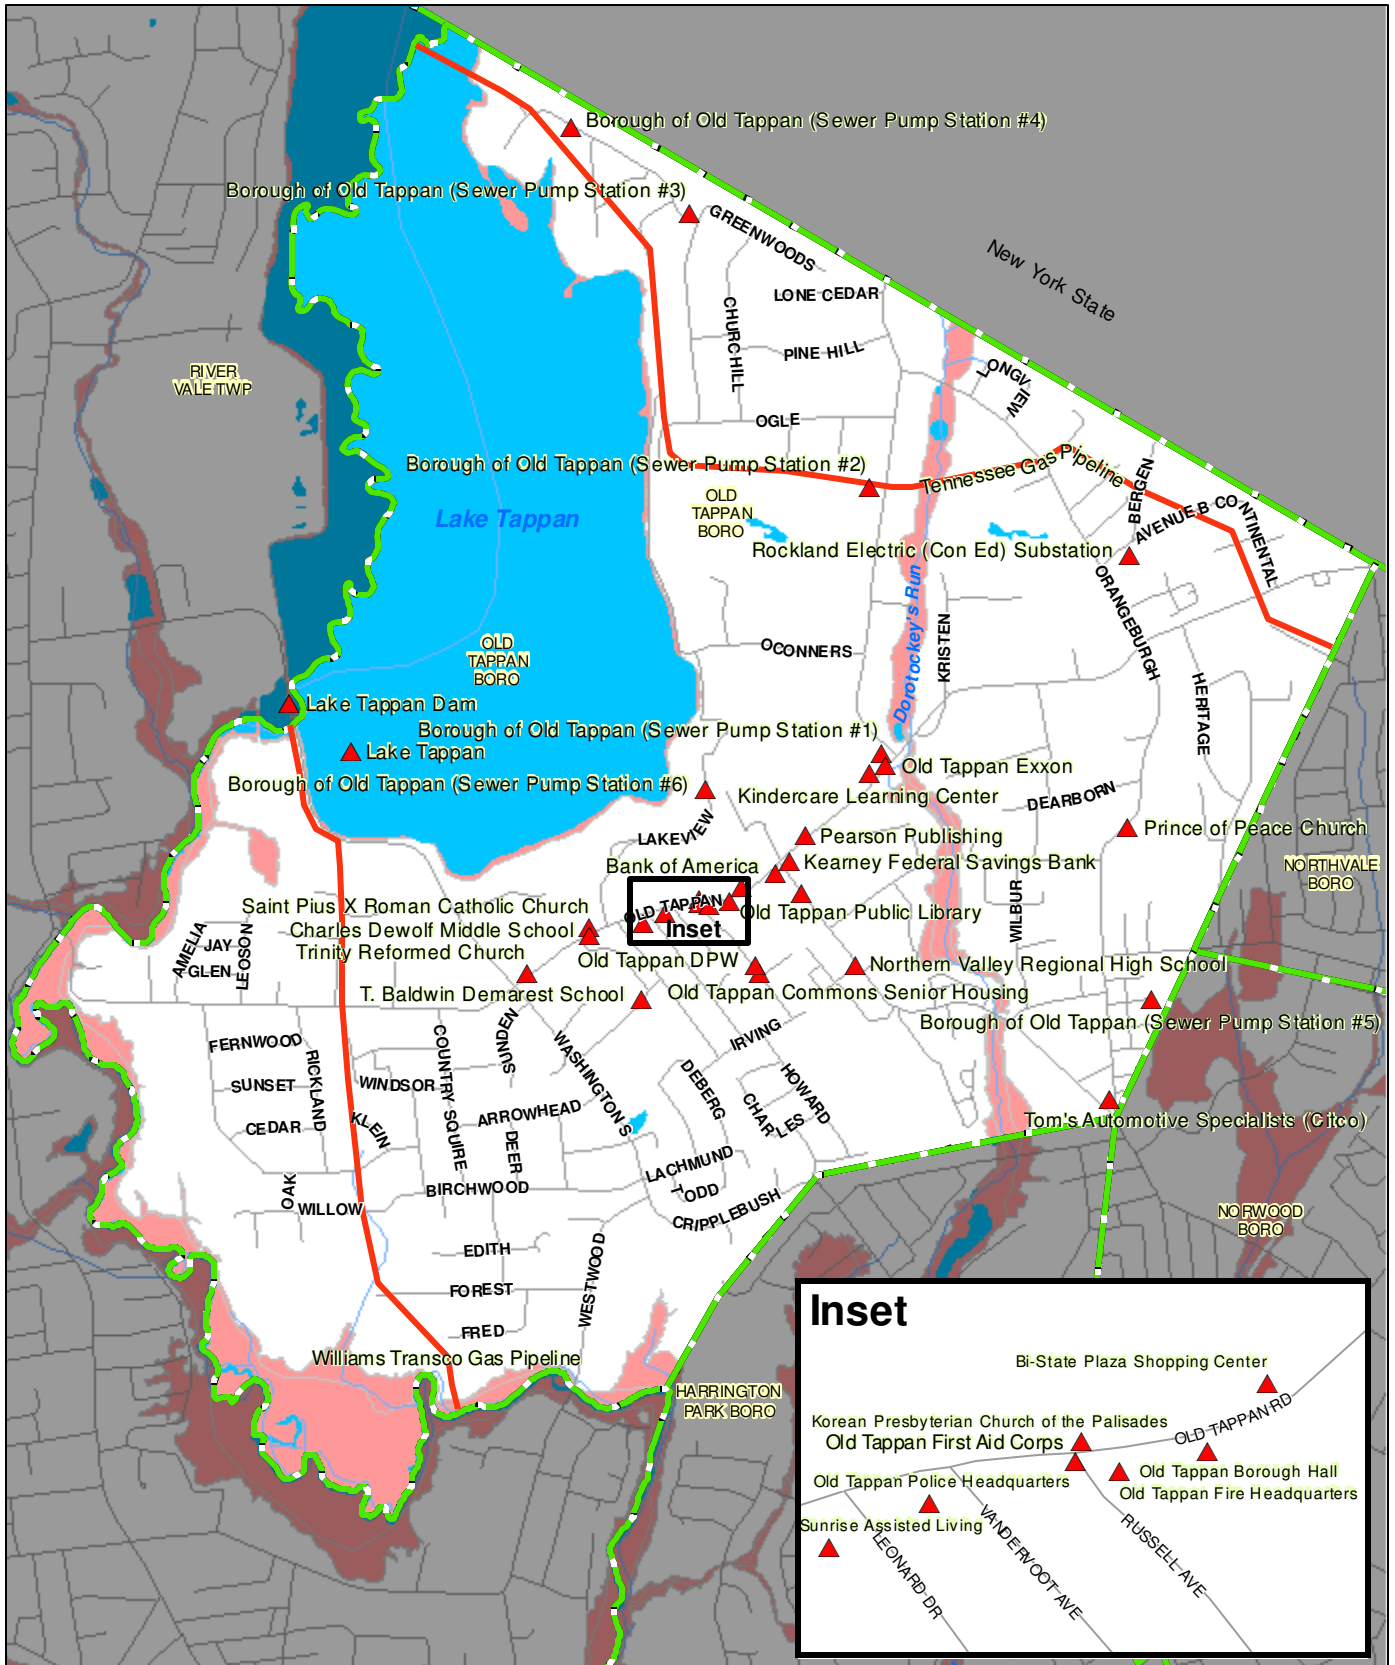 Borough of Old Tappan (Sewer Pump Station #4)
Borough of Old Tappan (Sewer Pump Station #3)
GREENWOODS
New York State
LONE CEDAR
CHURCHILL
PINE HILL
RIVER
VALE TWP
LONGVIEW
OGLE
Borough of Old Tappan (Sewer Pump Station #2)
Tennessee Gas Pipeline
BERGEN
OLD
TAPPAN
BORO
Lake Tappan
AVENUE B
CONTINENTAL
Rockland Electric (Con Ed) Substation
ORANGEBURGH
Dorotockey's Run
KRISTEN
OCONNERS
OLD
TAPPAN
BORO
HERITAGE
Lake Tappan Dam
Borough of Old Tappan (Sewer Pump Station #1)
Lake Tappan
Old Tappan Exxon
Borough of Old Tappan (Sewer Pump Station #6)
Kindercare Learning Center
DEARBORN
LAKEVIEW
Pearson Publishing
Prince of Peace Church
Bank of America
Kearney Federal Savings Bank
NORTHVALE
BORO
Saint Pius X Roman Catholic Church
OLD TAPPAN
Old Tappan Public Library
WILBUR
Charles Dewolf Middle School
Inset
AMELIA
JAY
GLEN
LEOSON
Trinity Reformed Church
Old Tappan DPW
Northern Valley Regional High School
T. Baldwin Demarest School
Old Tappan Commons Senior Housing
Borough of Old Tappan (Sewer Pump Station #5)
FERNWOOD
RICKLAND
COUNTRY SQUIRE
SUNDEN
WASHINGTON S
IRVING
SUNSET
WINDSOR
DEBERG
HOWARD
CHARLES
CEDAR
KLEIN
ARROWHEAD
Tom's Automotive Specialists (Citco)
DEER
LACHMUND
OAK
WILLOW
BIRCHWOOD
TODD
CRIPPLEBUSH
NORWOOD
BORO
EDITH
WESTWOOD
FOREST
FRED
Williams Transco Gas Pipeline
HARRINGTON
PARK BORO
Inset
Bi-State Plaza Shopping Center
Korean Presbyterian Church of the Palisades
OLD TAPPAN RD
Old Tappan First Aid Corps
Old Tappan Borough Hall
Old Tappan Police Headquarters
Old Tappan Fire Headquarters
Sunrise Assisted Living
LEONARD DR
VANDERVOOT AVE
RUSSELL AVE